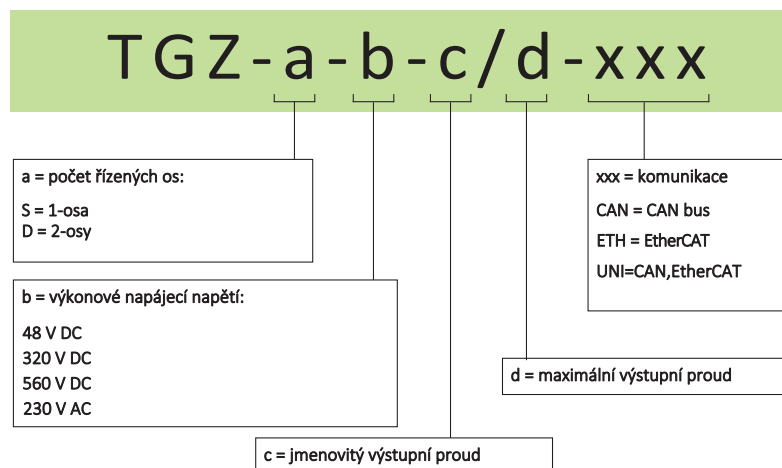 TGZ-a-b-c/d-xxx
a = počet řízených os:
S = 1-osa
D = 2-osy
b = výkonové napájecí napětí:
48 V DC
320 V DC
560 V DC
230 V AC
c = jmenovitý výstupní proud
d = maximální výstupní proud
xxx = komunikace
CAN = CAN bus
ETH = EtherCAT
UNI=CAN,EtherCAT